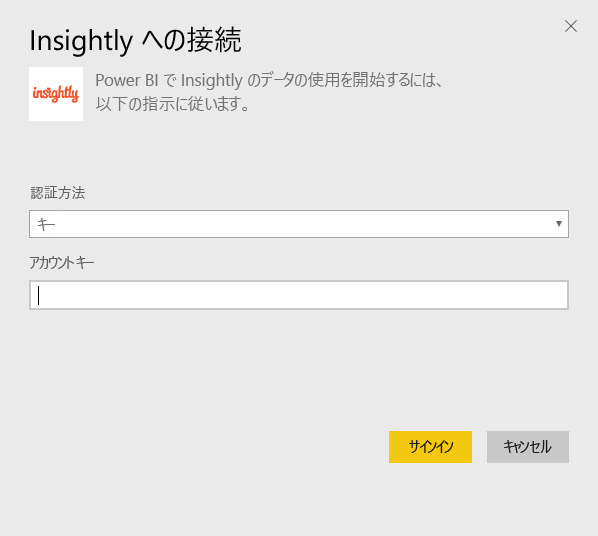 Insightly への接続
insightly
Power BI で Insightly のデータの使用を開始するには、
以下の指示に従います。
認証方法
キー
アカウント キー
サインイン
キャンセル